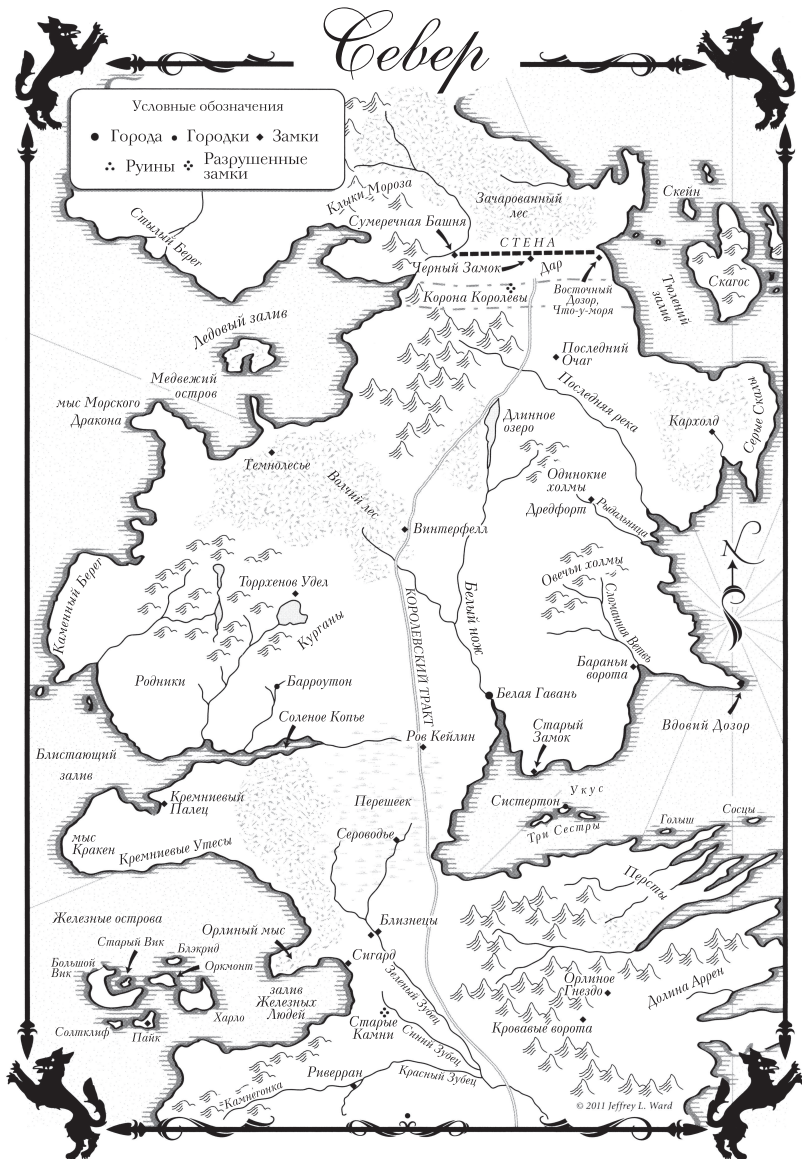 Север
Условные обозначения
Города Городки Замки
Руины Разрушенные
замки
Клыки Мороза
Зачарованный
лес
Скейн
Стылый Берег
Сумеречная Башня
СТЕНА
Черный Замок
Дар
Скагос
Корона Королевы
Восточный
Дозор,
Что-у-моря
Тюлений
залив
Ледовый залив
Последний
Очаг
Медвежий
остров
Последняя река
мыс Морского
Дракона
Серые Скалы
Длинное
озеро
Кархолд
Темнолесье
Волчий лес
Одинокие
холмы
Дредфорт
Рыдальница
Винтерфелл
N
Каменный Берег
Овечьи холмы
Торрхенов Удел
Белый нож
Сломанная Ветвь
КОРОЛЕВСКИЙ ТРАКТ
Курганы
Бараньи
ворота
Родники
Барроутон
Белая Гавань
Соленое Копье
Старый
Замок
Вдовий Дозор
Ров Кейлин
Блистающий
залив
Кремниевый
Палец
Перешеек
Систертон
Укус
Сосцы
Голыш
Три Сестры
мыс
Кракен
Кремниевые Утесы
Сероводье
Персты
Железные острова
Орлиный мыс
Близнецы
Старый Вик
Блэкрид
Большой
Вик
Оркмонт
Сигард
Зеленый Зубец
Орлиное
Гнездо
Долина Аррен
залив
Железных
Людей
Харло
Солтклиф
Пайк
Старые
Камни
Кровавые ворота
Синий Зубец
Риверран
Красный Зубец
Камнегонка
© 2011 Jeffrey L. Ward